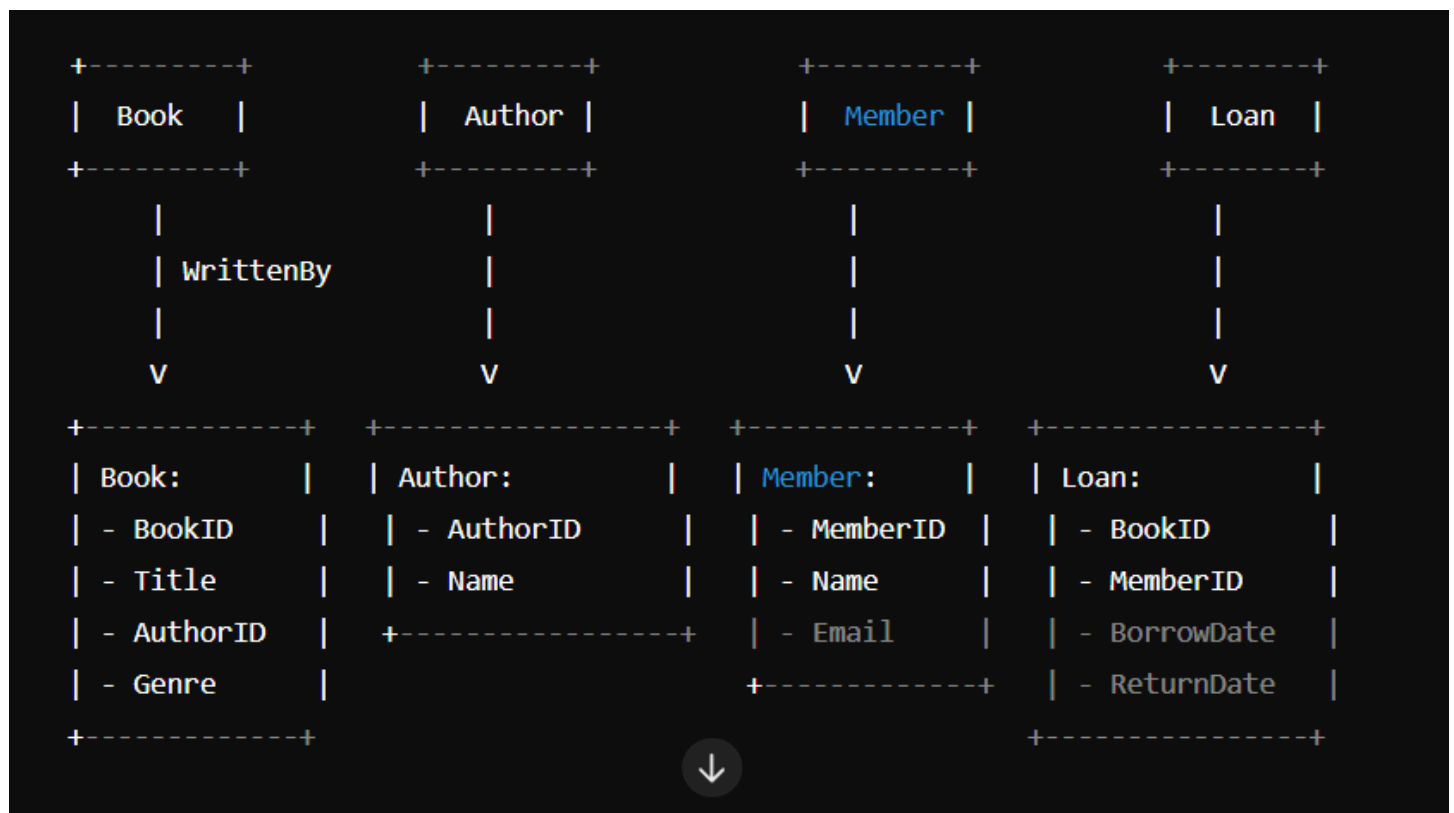 +---------+ +---------+ +---------+ +--------+
| Book | | Author | | Member | | Loan |
+---------+ +---------+ +---------+ +--------+
| | | |
| WrittenBy | | |
| | | |
v v v v
+-------------+ +-----------------+ +-------------+ +----------------+
| Book: | | Author: | | Member: | | Loan: |
| - BookID | | - AuthorID | | - MemberID | | - BookID |
| - Title | | - Name | | - Name | | - MemberID |
| - AuthorID | +-----------------+ | - Email | | - BorrowDate |
| - Genre | +-------------+ | - ReturnDate |
+-------------+ +----------------+